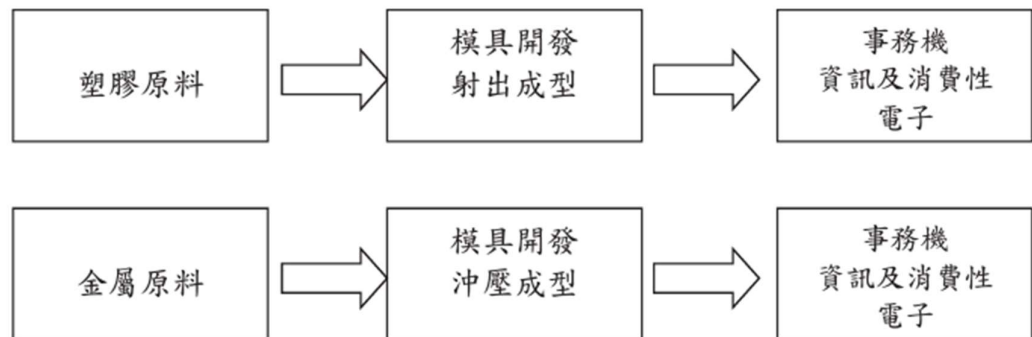 塑膠原料
模具開發
射出成型
事務機
資訊及消費性
電子
金屬原料
模具開發
沖壓成型
事務機
資訊及消費性
電子